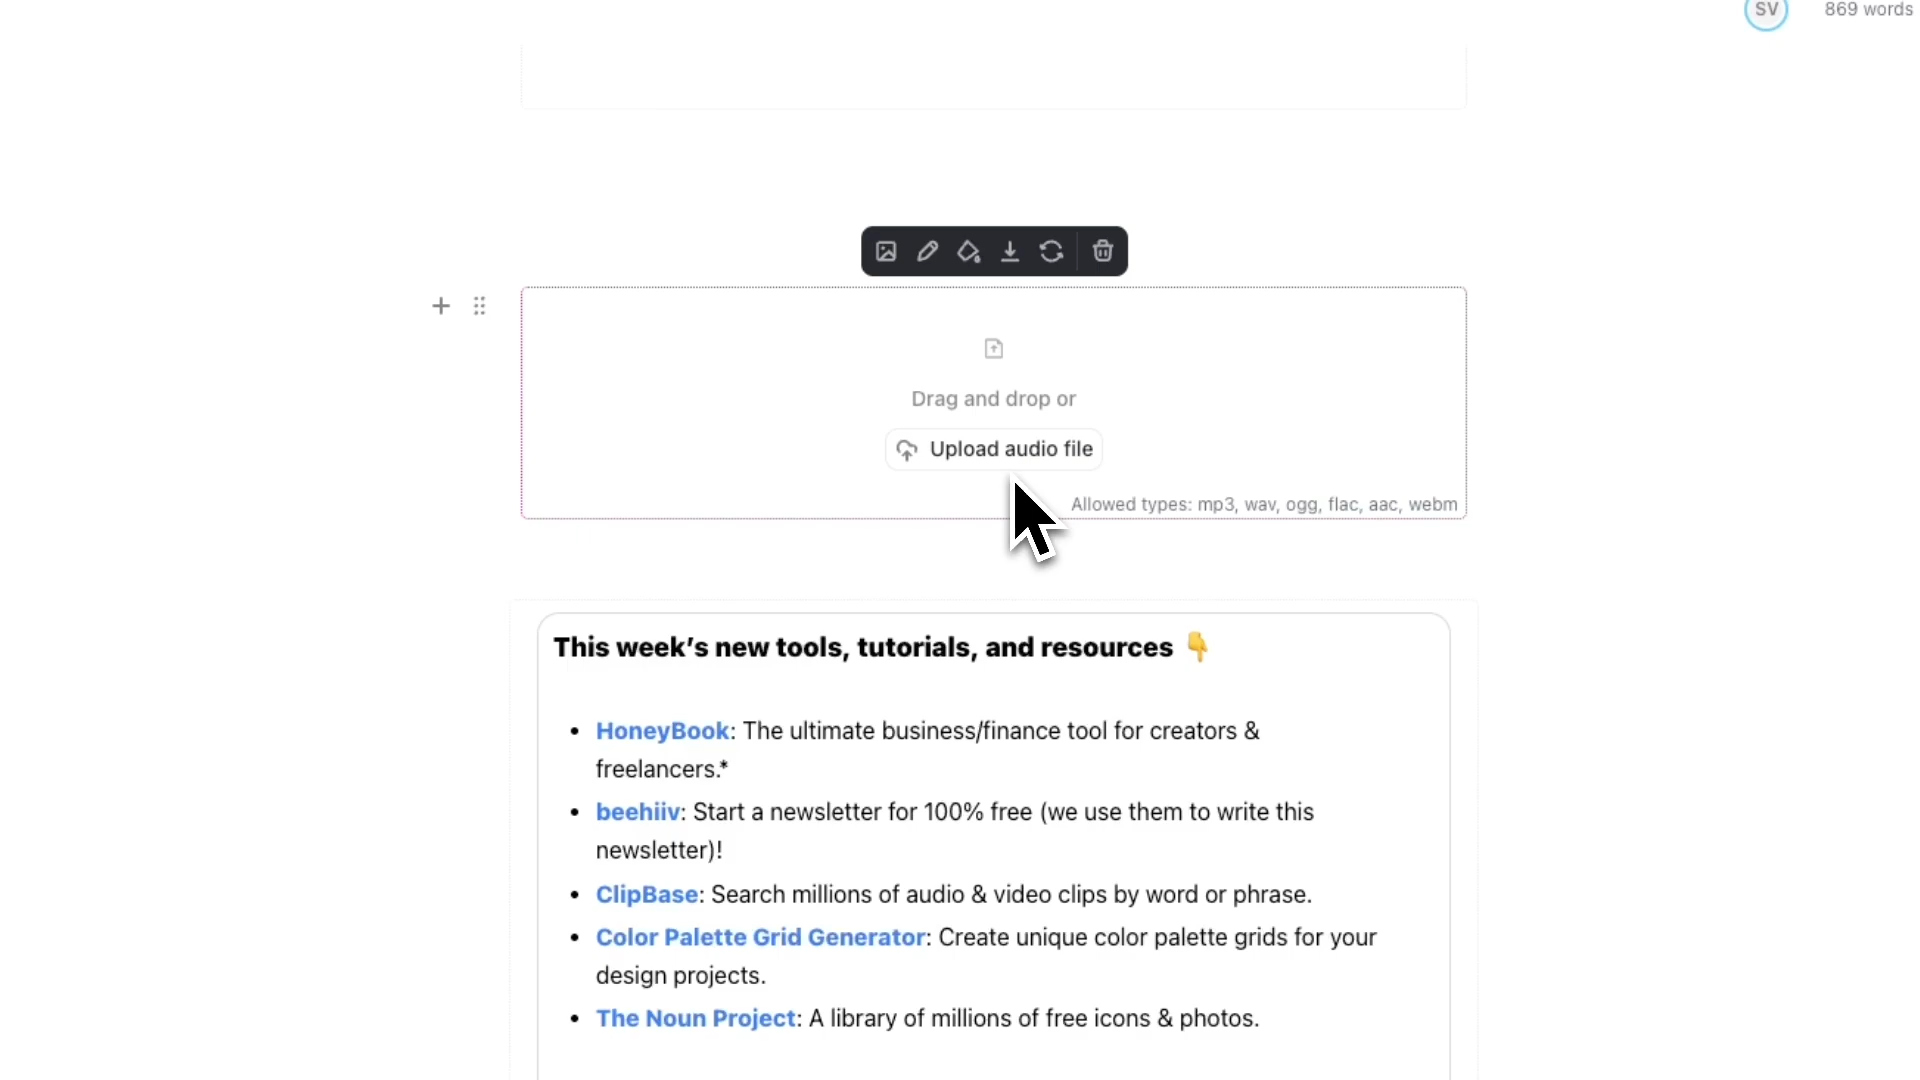 SV
869 words
Drag and drop or
Upload audio file
Allowed types: mp3, wav, ogg, flac, aac, webm
This week’s new tools, tutorials, and resources 👇
• HoneyBook: The ultimate business/finance tool for creators &
freelancers.*
• beehiiv: Start a newsletter for 100% free (we use them to write this
newsletter)!
• ClipBase: Search millions of audio & video clips by word or phrase.
• Color Palette Grid Generator: Create unique color palette grids for your
design projects.
• The Noun Project: A library of millions of free icons & photos.